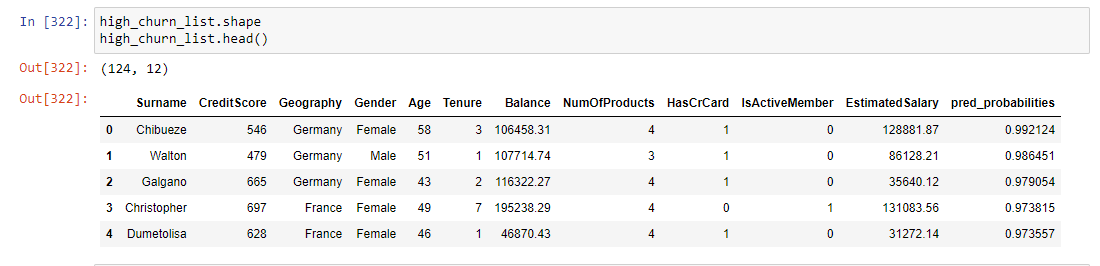 In [322]: high_churn_list.shape
high_churn_list.head()
Out[322]: (124, 12)
Out[322]:
Surname CreditScore Geography Gender Age Tenure Balance NumOfProducts HasCrCard IsActiveMember EstimatedSalary pred_probabilities
0 Chibueze 546 Germany Female 58 3 106458.31 4 1 0 128881.87 0.992124
1 Walton 479 Germany Male 51 1 107714.74 3 1 0 86128.21 0.986451
2 Galgano 665 Germany Female 43 2 116322.27 4 1 0 35640.12 0.979054
3 Christopher 697 France Female 49 7 195238.29 4 0 1 131083.56 0.973815
4 Dumetolisa 628 France Female 46 1 46870.43 4 1 0 31272.14 0.973557